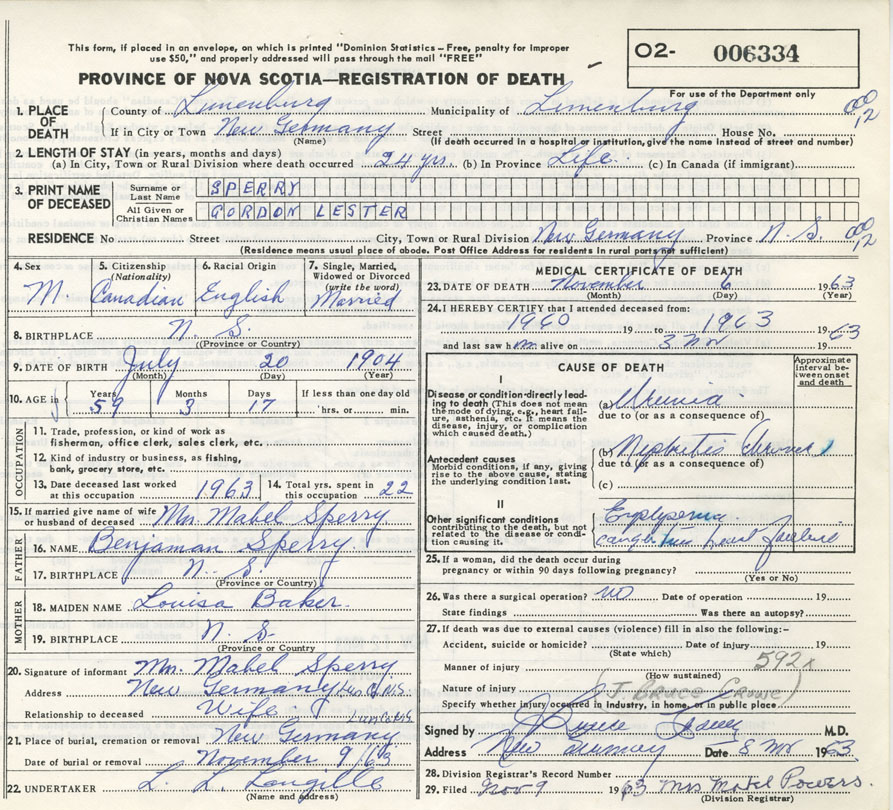 This form, if placed in an envelope, on which is printed "Dominion Statistics - Free, penalty for improper
use $50," and properly addressed will pass through the mail "FREE"
O2- 006334
PROVINCE OF NOVA SCOTIA—REGISTRATION OF DEATH
For use of the Department only
1. PLACE OF DEATH
County of Lunenburg Municipality of Lunenburg
If in City or Town New Germany Street House No.
(Name) (If death occurred in a hospital or institution, give the name instead of street and number)
12
2. LENGTH OF STAY (in years, months and days)
(a) In City, Town or Rural Division where death occurred 24 yrs. (b) In Province Life. (c) In Canada (if immigrant)
3. PRINT NAME OF DECEASED
Surname or Last Name SPERRY
All Given or Christian Names GORDON LESTER
RESIDENCE No. Street City, Town or Rural Division New Germany Province N. S.
12
(Residence means usual place of abode. Post Office Address for residents in rural parts not sufficient)
4. Sex M.
5. Citizenship (Nationality) Canadian
6. Racial Origin English
7. Single, Married, Widowed or Divorced (write the word) Married
8. BIRTHPLACE N. S.
(Province or Country)
9. DATE OF BIRTH July 20 1904
(Month) (Day) (Year)
10. AGE in Years 59 Months 3 Days 17 If less than one day old hrs. or min.
OCCUPATION
11. Trade, profession, or kind of work as fisherman, office clerk, sales clerk, etc.
12. Kind of industry or business, as fishing, bank, grocery store, etc.
13. Date deceased last worked at this occupation 1963
14. Total yrs. spent in this occupation 22
15. If married give name of wife or husband of deceased Mrs. Mabel Sperry
FATHER
16. NAME Benjaman Sperry.
17. BIRTHPLACE N. S.
(Province or Country)
MOTHER
18. MAIDEN NAME Louisa Baker.
19. BIRTHPLACE N. S.
(Province or Country)
20. Signature of informant Mrs. Mabel Sperry
Address New Germany Lun. Co. N.S.
Relationship to deceased Wife.
21. Place of burial, cremation or removal New Germany
Date of burial or removal November 9/63
22. UNDERTAKER L. L. Langille
(Name and address)
MEDICAL CERTIFICATE OF DEATH
23. DATE OF DEATH November 6 1963
(Month) (Day) (Year)
24. I HEREBY CERTIFY that I attended deceased from:
1960 19 to 1963 19
and last saw him alive on 3 Nov 1963
CAUSE OF DEATH
Approximate interval between onset and death
I
Disease or condition directly leading to death (This does not mean the mode of dying, e.g., heart failure, asthenia, etc. It means the disease, injury, or complication which caused death.)
(a) Uremia
due to (or as a consequence of)
Antecedent causes
Morbid conditions, if any, giving rise to the above cause, stating the underlying condition last.
(b) Nephritis Chronic
due to (or as a consequence of)
(c)
II
Other significant conditions contributing to the death, but not related to the disease or condition causing it.
Emphysema
congestive heart failure
25. If a woman, did the death occur during pregnancy or within 90 days following pregnancy?
(Yes or No)
26. Was there a surgical operation? no Date of operation 19
State findings Was there an autopsy?
27. If death was due to external causes (violence) fill in also the following:-
Accident, suicide or homicide? Date of injury 19
(State which)
Manner of injury 592x
(How sustained)
Nature of injury (J. BRUCE CROWE)
Specify whether injury occurred in industry, in home, or in public place
Signed by J Bruce M.D.
Address New Germany Date 8 Nov 1963
28. Division Registrar's Record Number
29. Filed Nov 9 1963 Mrs Mabel Powers.
(Division Registrar)